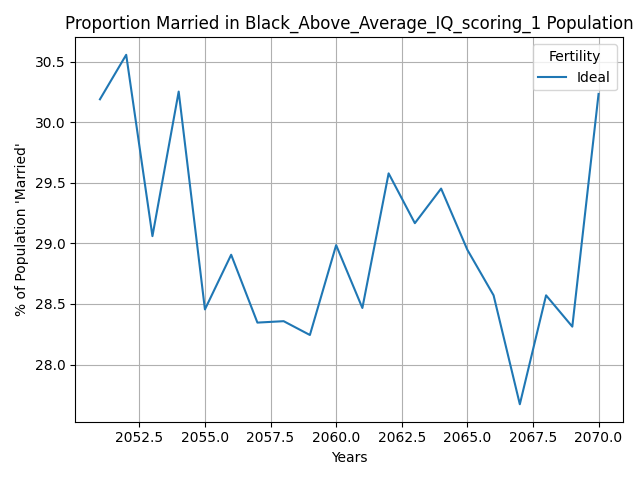 Proportion Married in Black_Above_Average_IQ_scoring_1 Population
Fertility
Ideal
% of Population 'Married'
30.5
30.0
29.5
29.0
28.5
28.0
2052.5 2055.0 2057.5 2060.0 2062.5 2065.0 2067.5 2070.0
Years